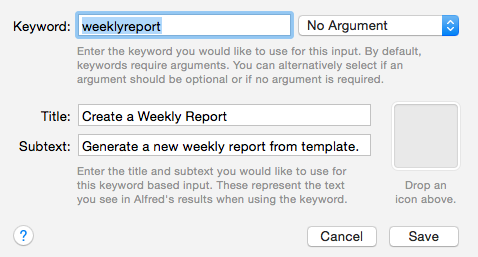 Keyword: weeklyreport No Argument
Enter the keyword you would like to use for this input. By default,
keywords require arguments. You can alternatively select if an
argument should be optional or if no argument is required.
Title: Create a Weekly Report
Subtext: Generate a new weekly report from template.
Enter the title and subtext you would like to use for
this keyword based input. These represent the text
you see in Alfred's results when using the keyword.
Drop an
icon above.
? Cancel Save